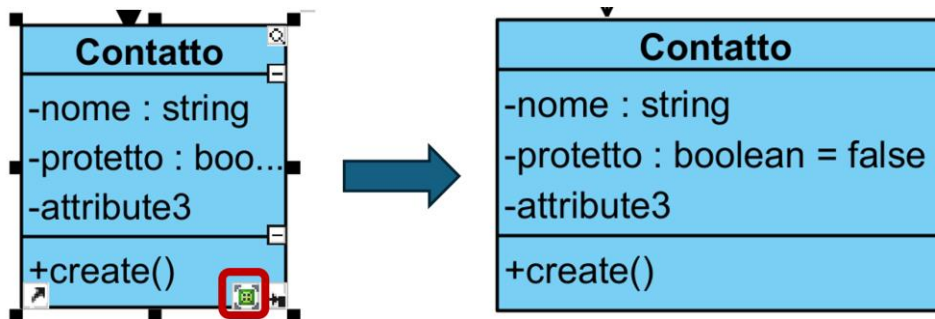 Contatto
-nome : string
-protetto : boo...
-attribute3
+create()
Contatto
-nome : string
-protetto : boolean = false
-attribute3
+create()